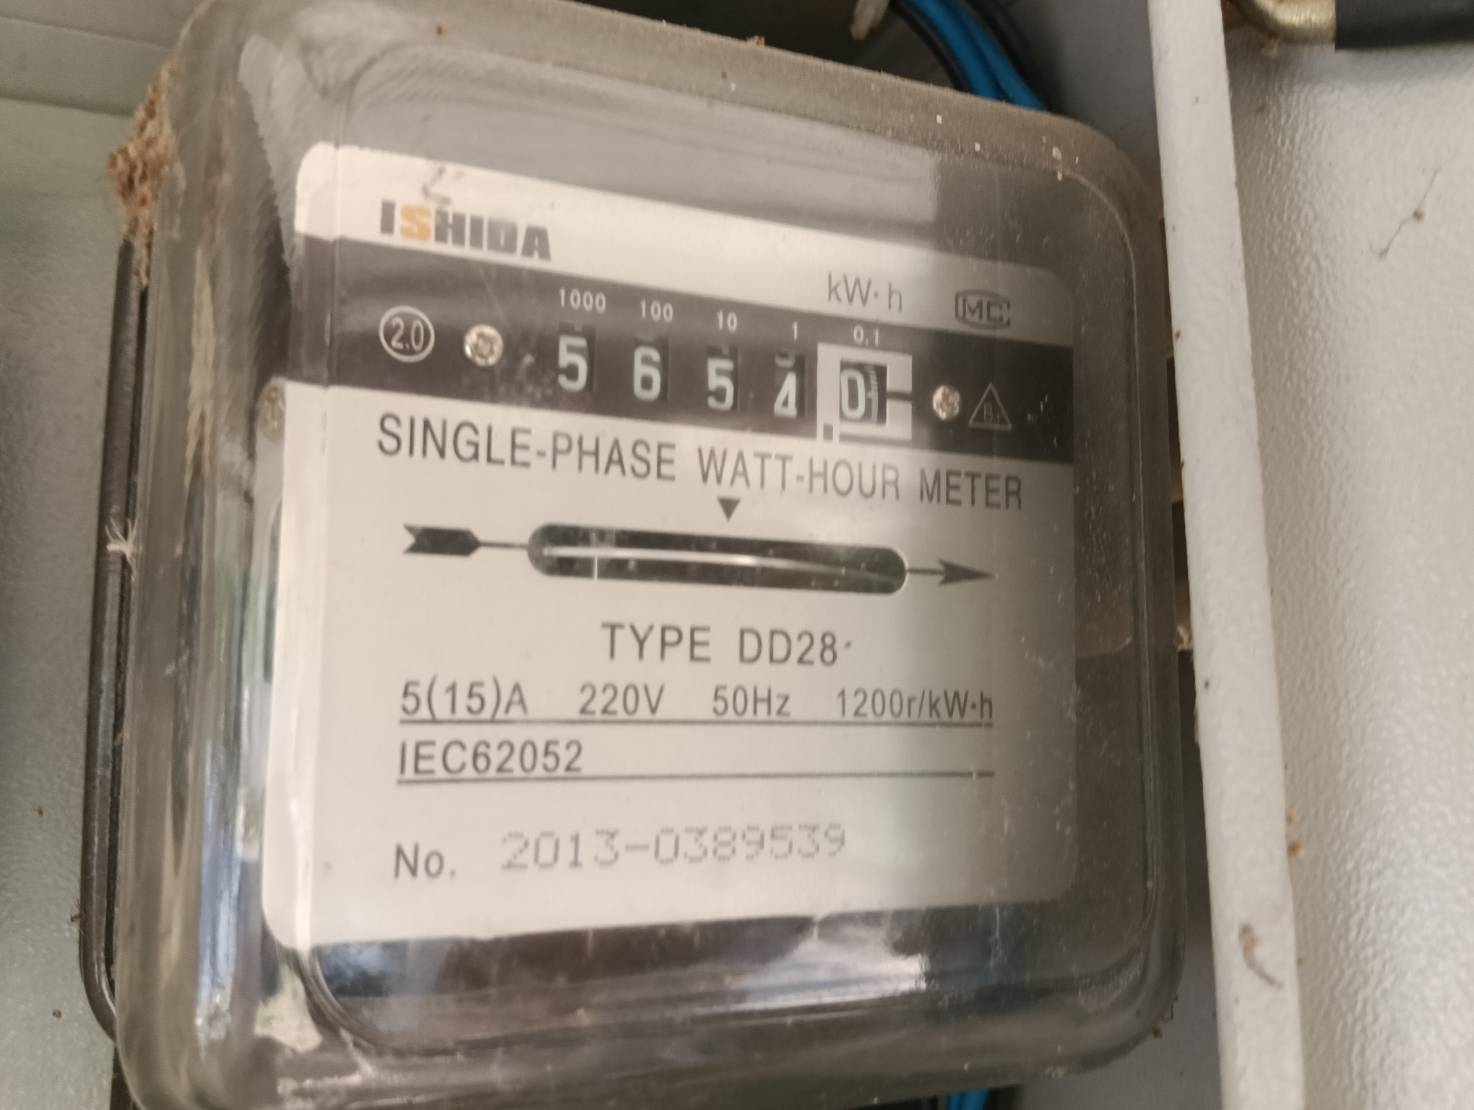 ISHIDA
kW·h MC
1000 100 10 1 0.1
2.0 5 6 5 4 0
SINGLE-PHASE WATT-HOUR METER
TYPE DD28
5(15)A 220V 50Hz 1200r/kW·h
IEC62052
No. 2013-0389539